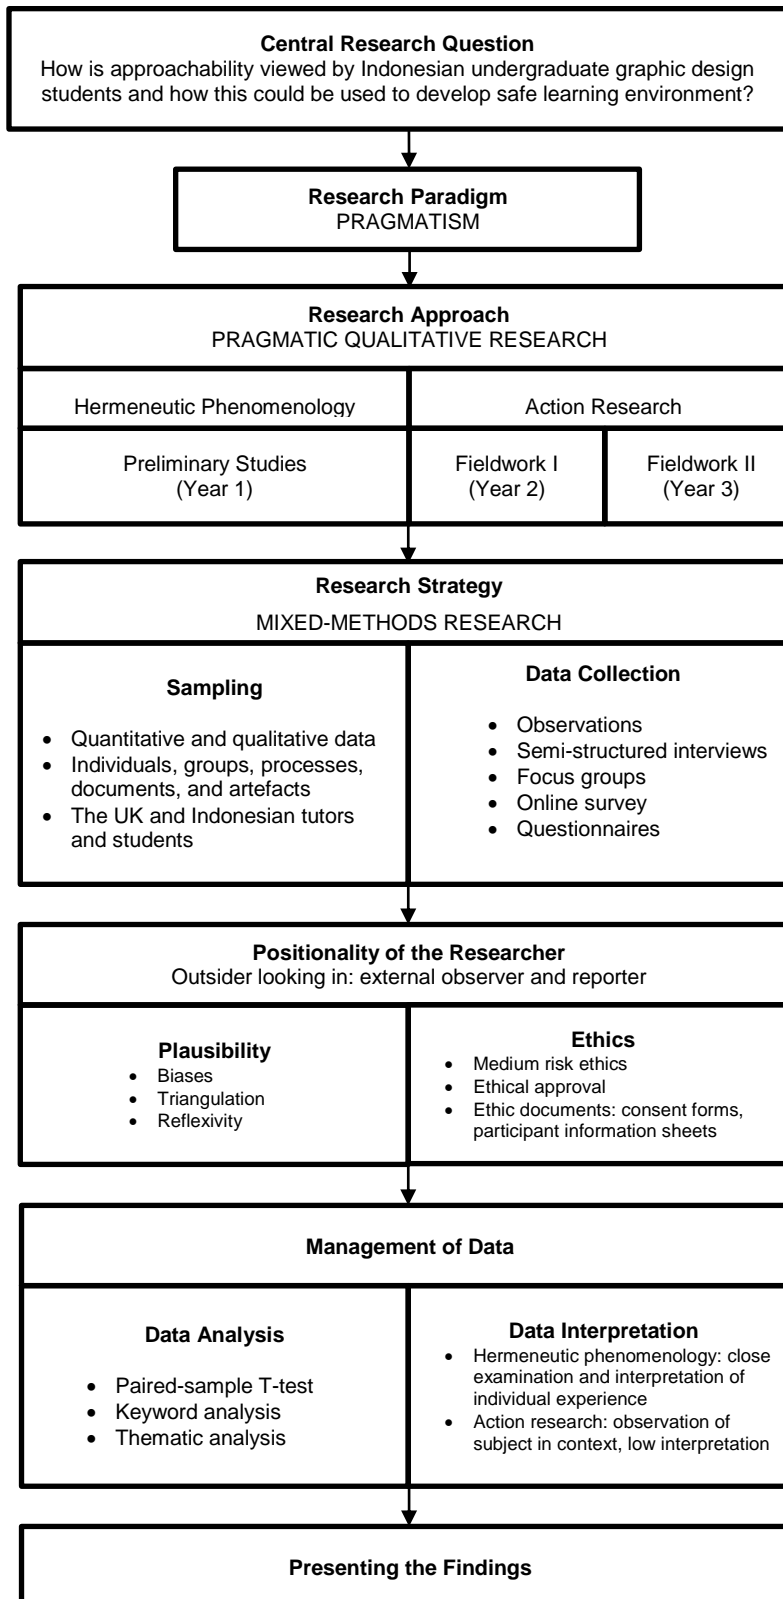 Central Research Question
How is approachability viewed by Indonesian undergraduate graphic design
students and how this could be used to develop safe learning environment?
Research Paradigm
PRAGMATISM
Research Approach
PRAGMATIC QUALITATIVE RESEARCH
Hermeneutic Phenomenology
Action Research
Preliminary Studies
(Year 1)
Fieldwork I
(Year 2)
Fieldwork II
(Year 3)
Research Strategy
MIXED-METHODS RESEARCH
Sampling
• Quantitative and qualitative data
• Individuals, groups, processes,
documents, and artefacts
• The UK and Indonesian tutors
and students
Data Collection
• Observations
• Semi-structured interviews
• Focus groups
• Online survey
• Questionnaires
Positionality of the Researcher
Outsider looking in: external observer and reporter
Plausibility
• Biases
• Triangulation
• Reflexivity
Ethics
• Medium risk ethics
• Ethical approval
• Ethic documents: consent forms,
participant information sheets
Management of Data
Data Analysis
• Paired-sample T-test
• Keyword analysis
• Thematic analysis
Data Interpretation
• Hermeneutic phenomenology: close
examination and interpretation of
individual experience
• Action research: observation of
subject in context, low interpretation
Presenting the Findings